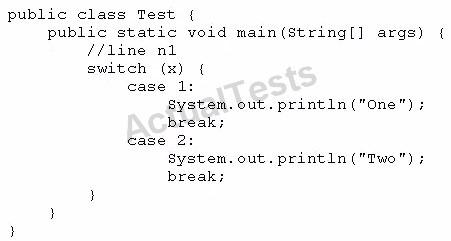 public class Test {
    public static void main(String[] args) {
        //line n1
        switch (x) {
            case 1:
                System.out.println("One");
                break;
            case 2:
                System.out.println("Two");
                break;
        }
    }
}
ActualTests